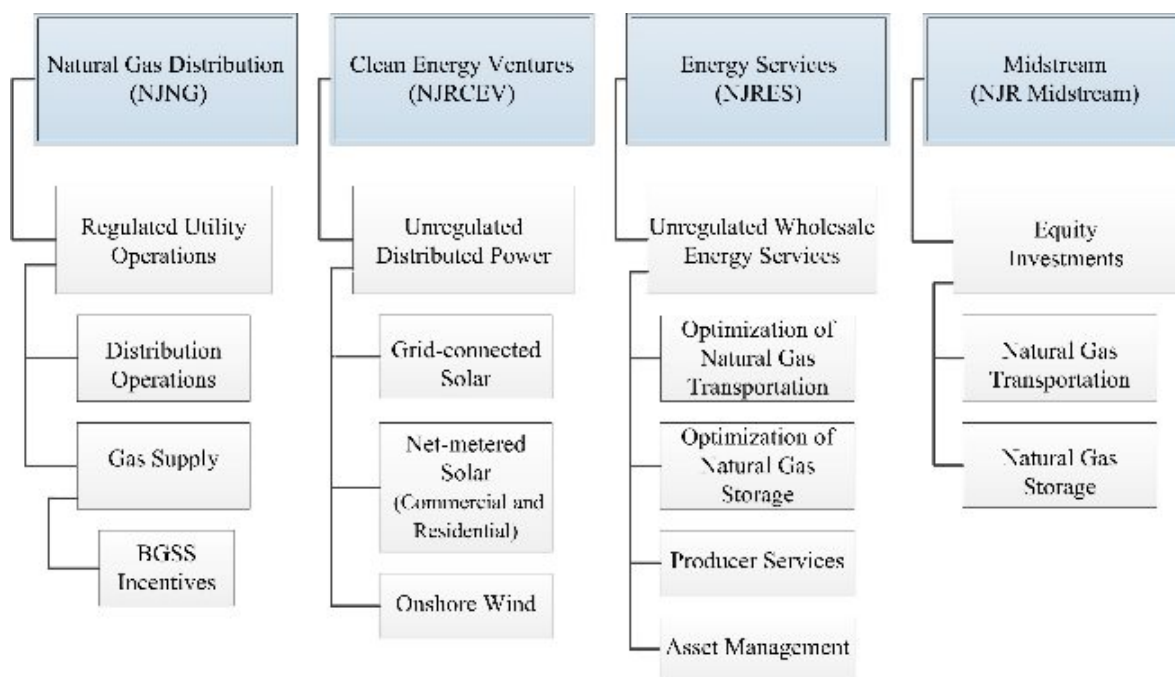 Natural Gas Distribution
(NJNG)
Regulated Utility
Operations
Distribution
Operations
Gas Supply
BGSS
Incentives
Clean Energy Ventures
(NJRCEV)
Unregulated
Distributed Power
Grid-connected
Solar
Net-metered
Solar
(Commercial and
Residential)
Onshore Wind
Energy Services
(NJRES)
Unregulated Wholesale
Energy Services
Optimization of
Natural Gas
Transportation
Optimization of
Natural Gas
Storage
Producer Services
Asset Management
Midstream
(NJR Midstream)
Equity
Investments
Natural Gas
Transportation
Natural Gas
Storage